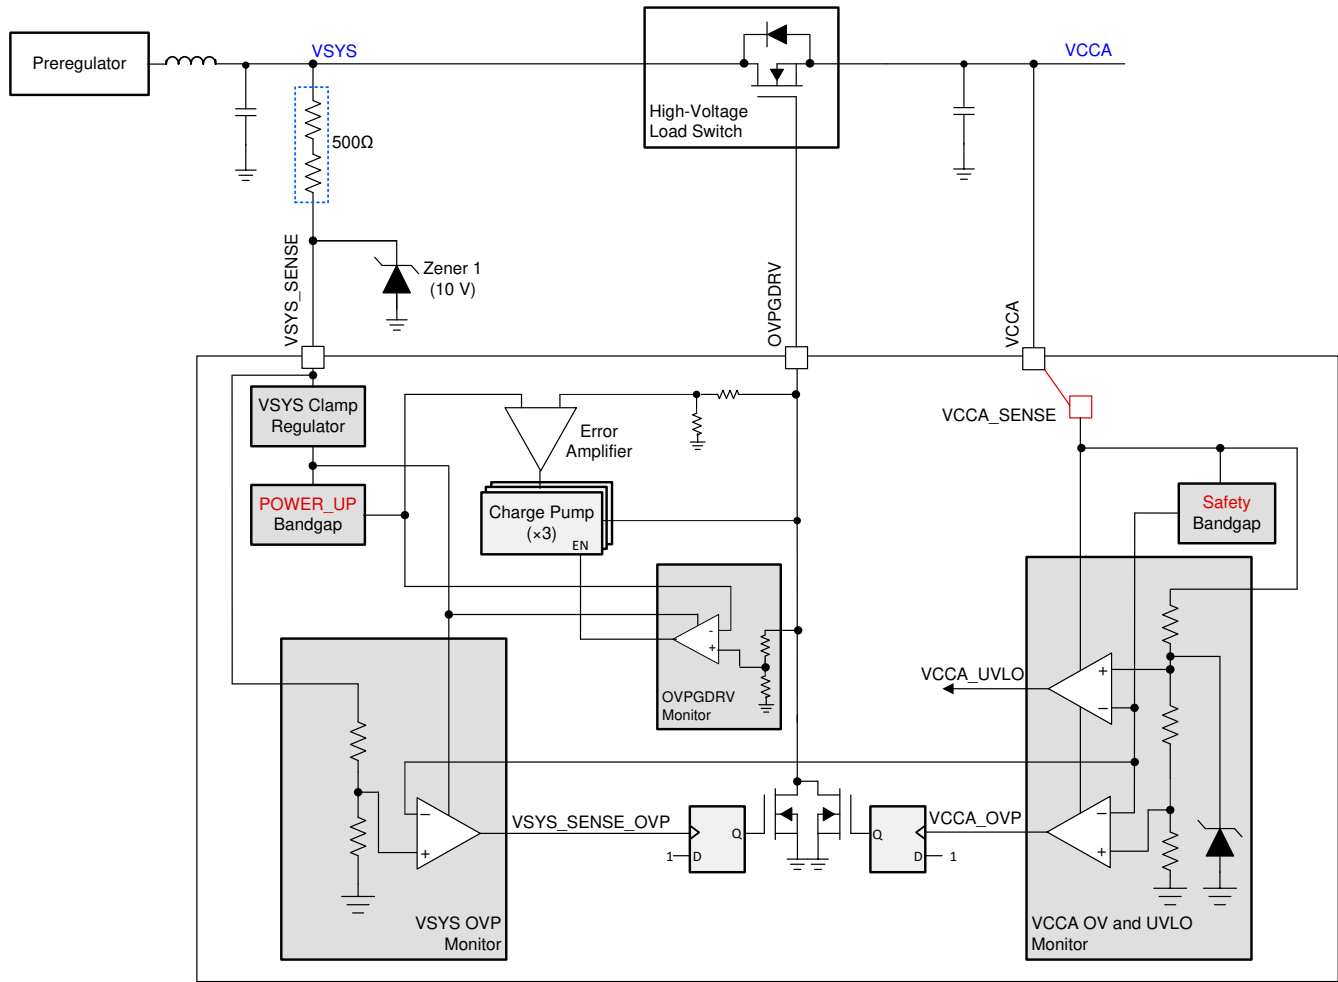 Preregulator
VSYS
VCCA
High-Voltage
Load Switch
500Ω
VSYS_SENSE
Zener 1
(10 V)
OVPGDRV
VCCA
VSYS Clamp
Regulator
Error
Amplifier
VCCA_SENSE
POWER_UP
Bandgap
Charge Pump
(×3)
EN
Safety
Bandgap
-
+
OVPGDRV
Monitor
VCCA_UVLO
+
−
−
+
VSYS_SENSE_OVP
Q
1
D
Q
D
1
VCCA_OVP
−
+
VSYS OVP
Monitor
VCCA OV and UVLO
Monitor